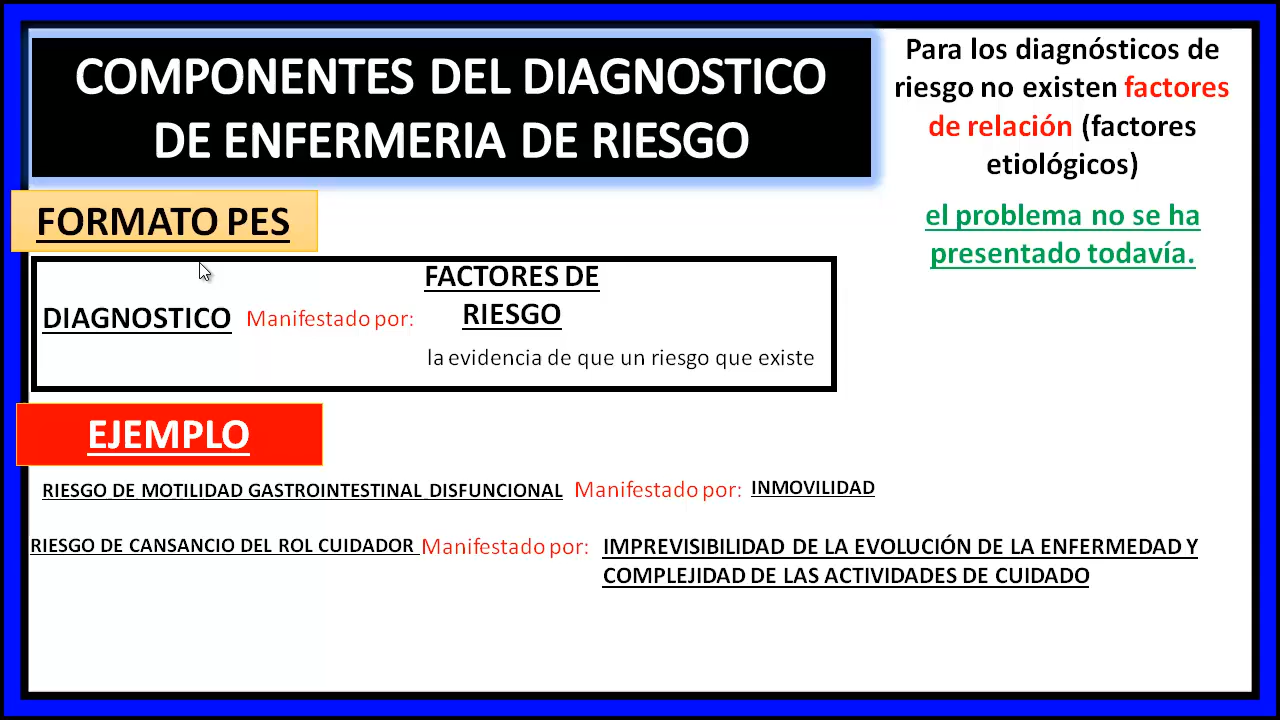 COMPONENTES DEL DIAGNOSTICO
DE ENFERMERIA DE RIESGO
Para los diagnósticos de
riesgo no existen factores
de relación (factores
etiológicos)
el problema no se ha
presentado todavía.
FORMATO PES
DIAGNOSTICO Manifestado por:
FACTORES DE
RIESGO
la evidencia de que un riesgo que existe
EJEMPLO
RIESGO DE MOTILIDAD GASTROINTESTINAL DISFUNCIONAL Manifestado por: INMOVILIDAD
RIESGO DE CANSANCIO DEL ROL CUIDADOR Manifestado por: IMPREVISIBILIDAD DE LA EVOLUCIÓN DE LA ENFERMEDAD Y
COMPLEJIDAD DE LAS ACTIVIDADES DE CUIDADO